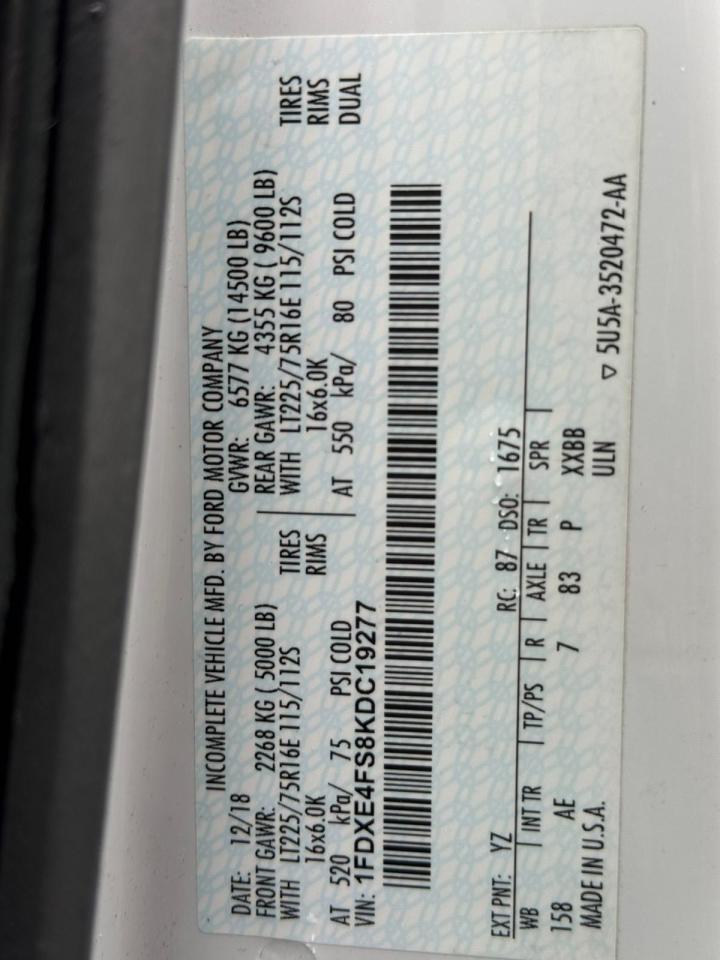 INCOMPLETE VEHICLE MFD. BY FORD MOTOR COMPANY
DATE: 12/18 GVWR: 6577 KG (14500 LB)
FRONT GAWR: 2268 KG ( 5000 LB) REAR GAWR: 4355 KG ( 9600 LB)
WITH LT225/75R16E 115/112S TIRES WITH LT225/75R16E 115/112S TIRES
16x6.0K RIMS 16x6.0K RIMS
AT 520 kPa/ 75 PSI COLD AT 550 kPa/ 80 PSI COLD DUAL
VIN: 1FDXE4FS8KDC19277
EXT PNT: YZ RC: 87 DSO: 1675
WB INT TR TP/PS R AXLE TR SPR
158 AE 7 83 P XXBB
MADE IN U.S.A. ULN
▽ 5U5A-3520472-AA